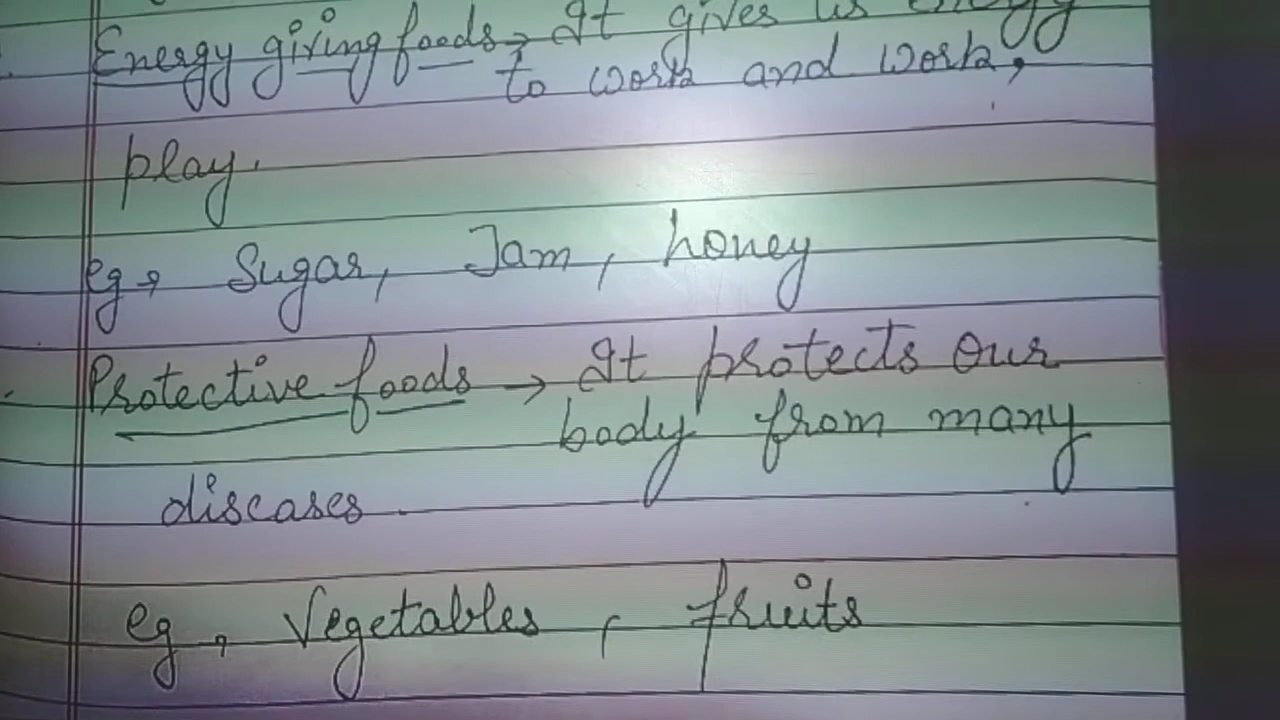 Energy giving foods → It gives us energy
to work and work,
play.
eg → Sugar, Jam, honey
Protective foods → It protects our
body from many
diseases.
eg, Vegetables, fruits